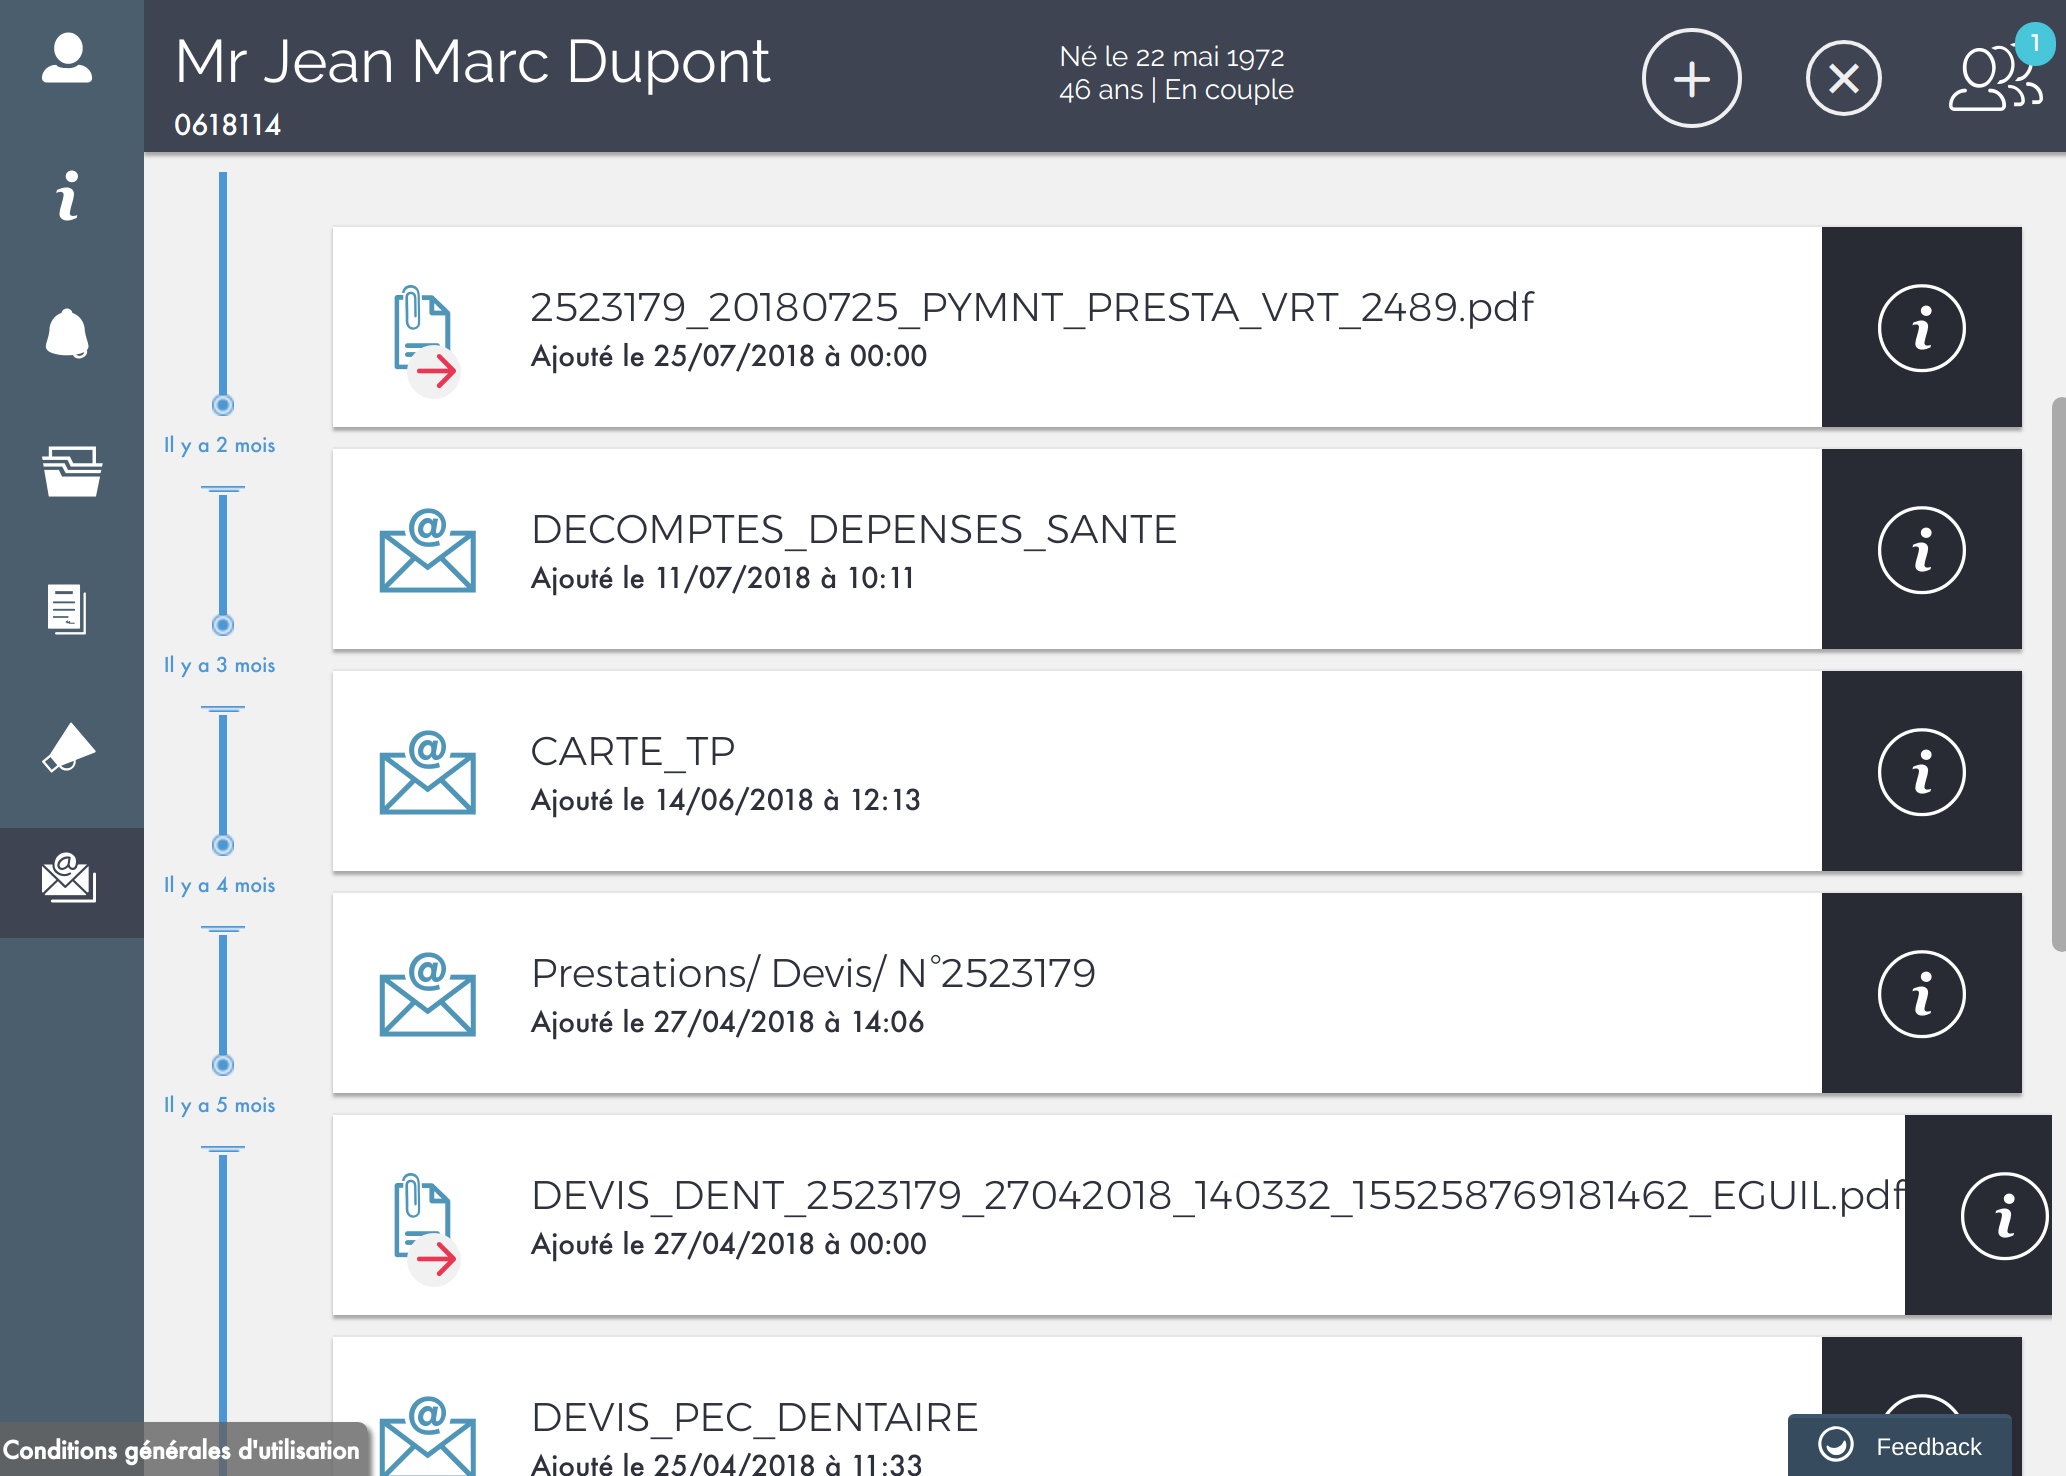 Mr Jean Marc Dupont
0618114
Né le 22 mai 1972
46 ans | En couple
1
2523179_20180725_PYMNT_PRESTA_VRT_2489.pdf
Ajouté le 25/07/2018 à 00:00
Il y a 2 mois
DECOMPTES_DEPENSES_SANTE
Ajouté le 11/07/2018 à 10:11
Il y a 3 mois
CARTE_TP
Ajouté le 14/06/2018 à 12:13
Il y a 4 mois
Prestations/ Devis/ N°2523179
Ajouté le 27/04/2018 à 14:06
Il y a 5 mois
DEVIS_DENT_2523179_27042018_140332_155258769181462_EGUIL.pdf
Ajouté le 27/04/2018 à 00:00
DEVIS_PEC_DENTAIRE
Ajouté le 25/04/2018 à 11:33
Conditions générales d'utilisation
Feedback